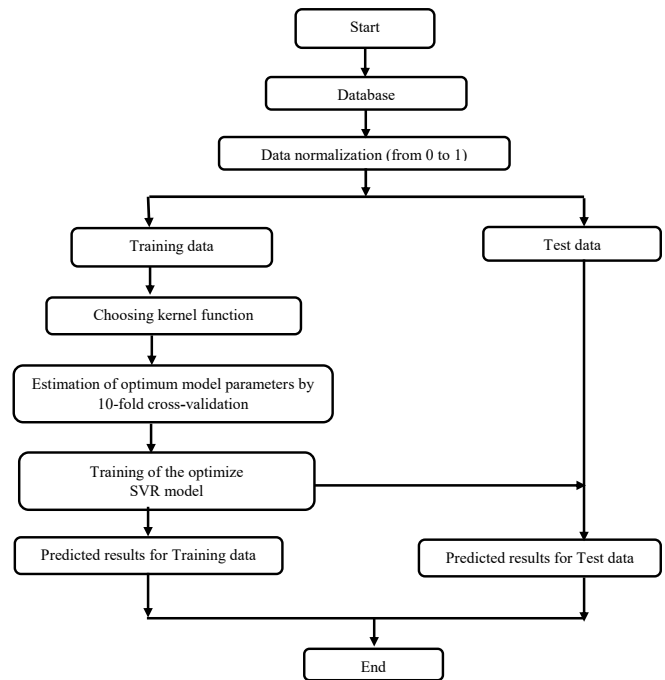 Start
Database
Data normalization (from 0 to 1)
Training data
Test data
Choosing kernel function
Estimation of optimum model parameters by
10-fold cross-validation
Training of the optimize
SVR model
Predicted results for Training data
Predicted results for Test data
End